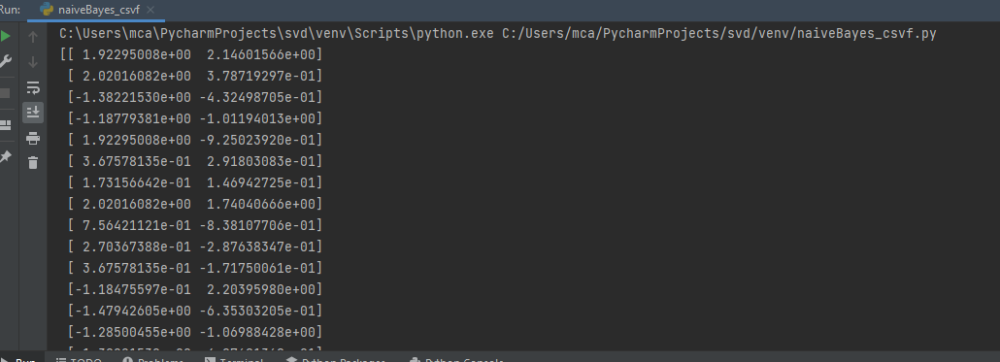 Run: naiveBayes_csvf
C:\Users\mca\PycharmProjects\svd\venv\Scripts\python.exe C:/Users/mca/PycharmProjects/svd/venv/naiveBayes_csvf.py
[[ 1.92295008e+00  2.14601566e+00]
[ 2.02016082e+00  3.78719297e-01]
[-1.38221530e+00 -4.32498705e-01]
[-1.18779381e+00 -1.01194013e+00]
[ 1.92295008e+00 -9.25023920e-01]
[ 3.67578135e-01  2.91803083e-01]
[ 1.73156642e-01  1.46942725e-01]
[ 2.02016082e+00  1.74040666e+00]
[ 7.56421121e-01 -8.38107706e-01]
[ 2.70367388e-01 -2.87638347e-01]
[ 3.67578135e-01 -1.71750061e-01]
[-1.18475597e-01  2.20395980e+00]
[-1.47942605e+00 -6.35303205e-01]
[-1.28500455e+00 -1.06988428e+00]
Run TODO Problems Terminal Python Packages Python Console